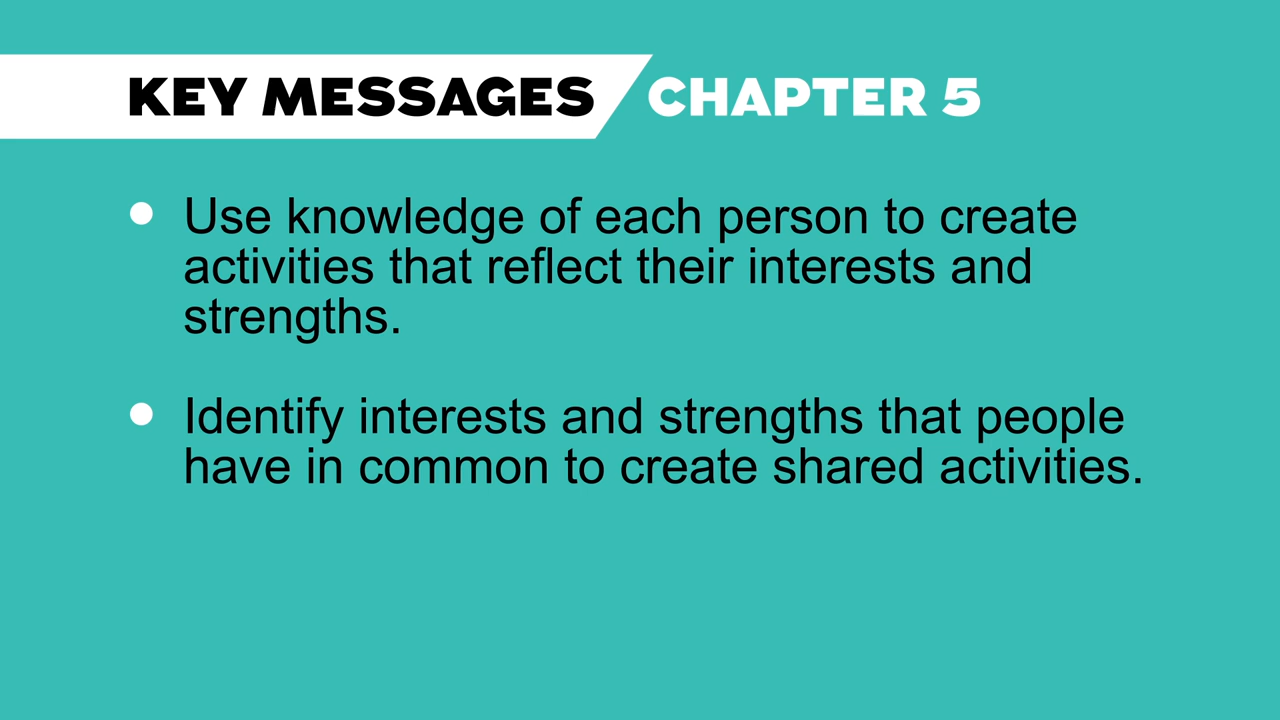 KEY MESSAGES CHAPTER 5
• Use knowledge of each person to create
activities that reflect their interests and
strengths.
• Identify interests and strengths that people
have in common to create shared activities.